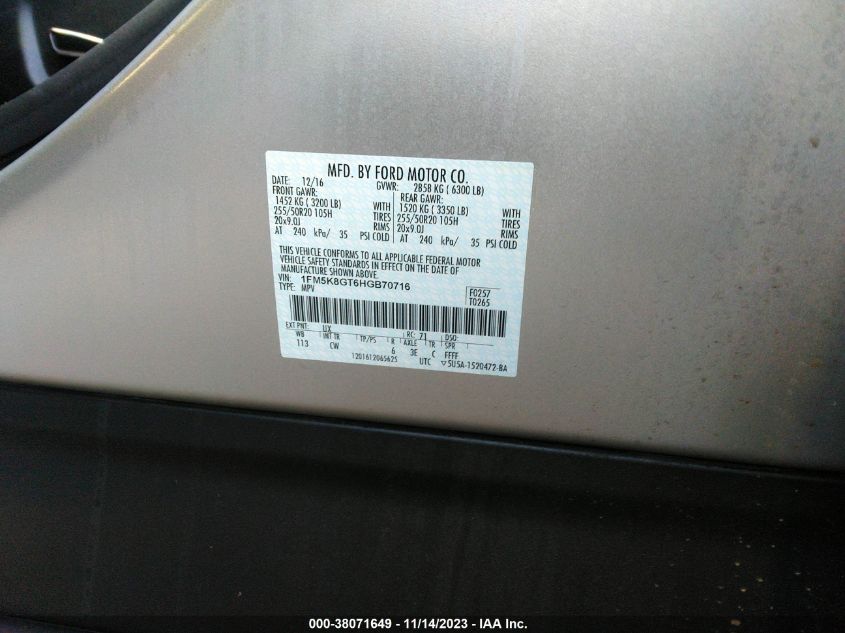 MFD. BY FORD MOTOR CO.
DATE: 12/16 GVWR: 2858 KG ( 6300 LB)
FRONT GAWR: REAR GAWR:
1452 KG ( 3200 LB) WITH 1520 KG ( 3350 LB) WITH
255/50R20 105H TIRES 255/50R20 105H TIRES
20x9.0J RIMS 20x9.0J RIMS
AT 240 kPa/ 35 PSI COLD AT 240 kPa/ 35 PSI COLD
THIS VEHICLE CONFORMS TO ALL APPLICABLE FEDERAL MOTOR
VEHICLE SAFETY STANDARDS IN EFFECT ON THE DATE OF
MANUFACTURE SHOWN ABOVE.
VIN: 1FM5K8GT6HGB70716 F0257
TYPE: MPV T0265
EXT PNT: UX RC: 71 DSO:
WB INT TR TP/PS R AXLE TR SPR
113 CW 6 3E C FFFF
1201612065625 UTC ▽5U5A-1520472-BA
000-38071649 - 11/14/2023 - IAA Inc.